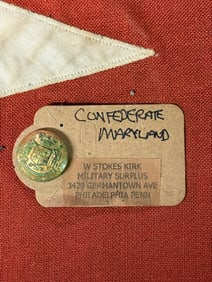 CONFEDERATE
MARYLAND
W STOKES KIRK
MILITARY SURPLUS
3429 GERMANTOWN AVE
PHILADELPHIA PENN